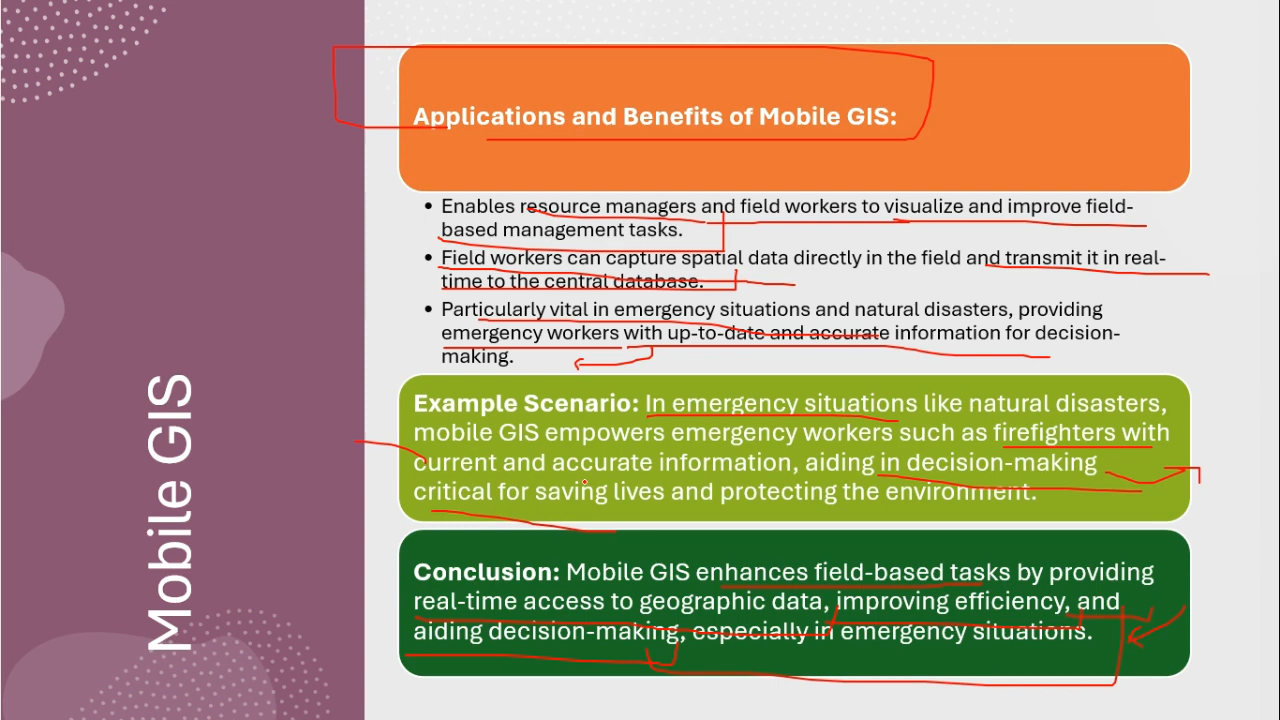 Mobile GIS
Applications and Benefits of Mobile GIS:
• Enables resource managers and field workers to visualize and improve field-
based management tasks.
• Field workers can capture spatial data directly in the field and transmit it in real-
time to the central database.
• Particularly vital in emergency situations and natural disasters, providing
emergency workers with up-to-date and accurate information for decision-
making.
Example Scenario: In emergency situations like natural disasters,
mobile GIS empowers emergency workers such as firefighters with
current and accurate information, aiding in decision-making
critical for saving lives and protecting the environment.
Conclusion: Mobile GIS enhances field-based tasks by providing
real-time access to geographic data, improving efficiency, and
aiding decision-making, especially in emergency situations.